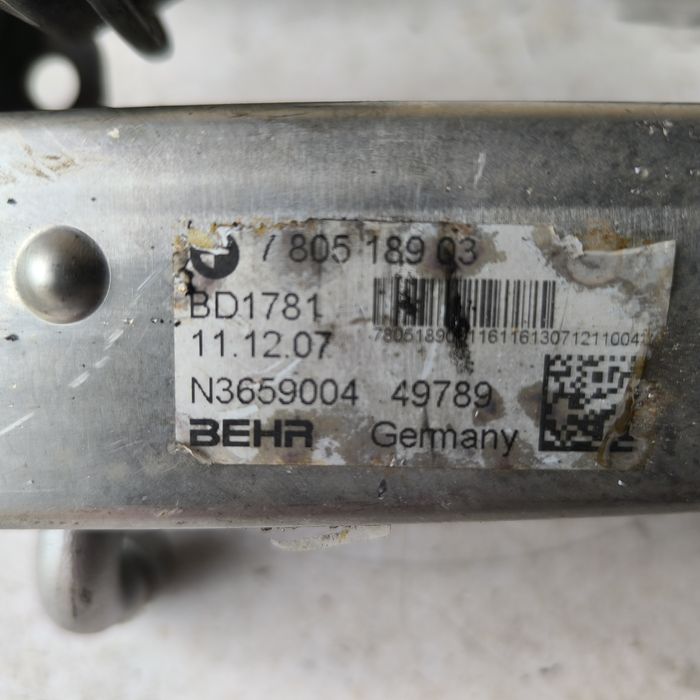 7 805 189 03
BD1781
11.12.07
N3659004 49789
BEHR Germany